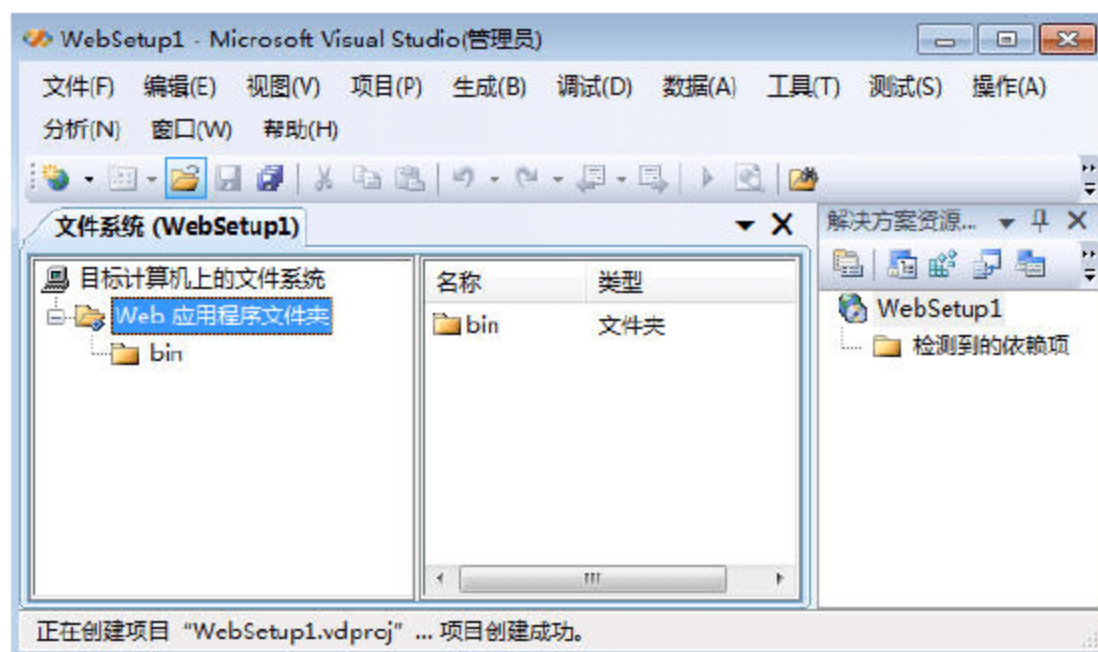 WebSetup1 - Microsoft Visual Studio(管理员)
文件(F) 编辑(E) 视图(V) 项目(P) 生成(B) 调试(D) 数据(A) 工具(T) 测试(S) 操作(A)
分析(N) 窗口(W) 帮助(H)
文件系统 (WebSetup1)
解决方案资源...
目标计算机上的文件系统
Web 应用程序文件夹
bin
名称 类型
bin 文件夹
WebSetup1
检测到的依赖项
正在创建项目 “WebSetup1.vdproj” ... 项目创建成功。